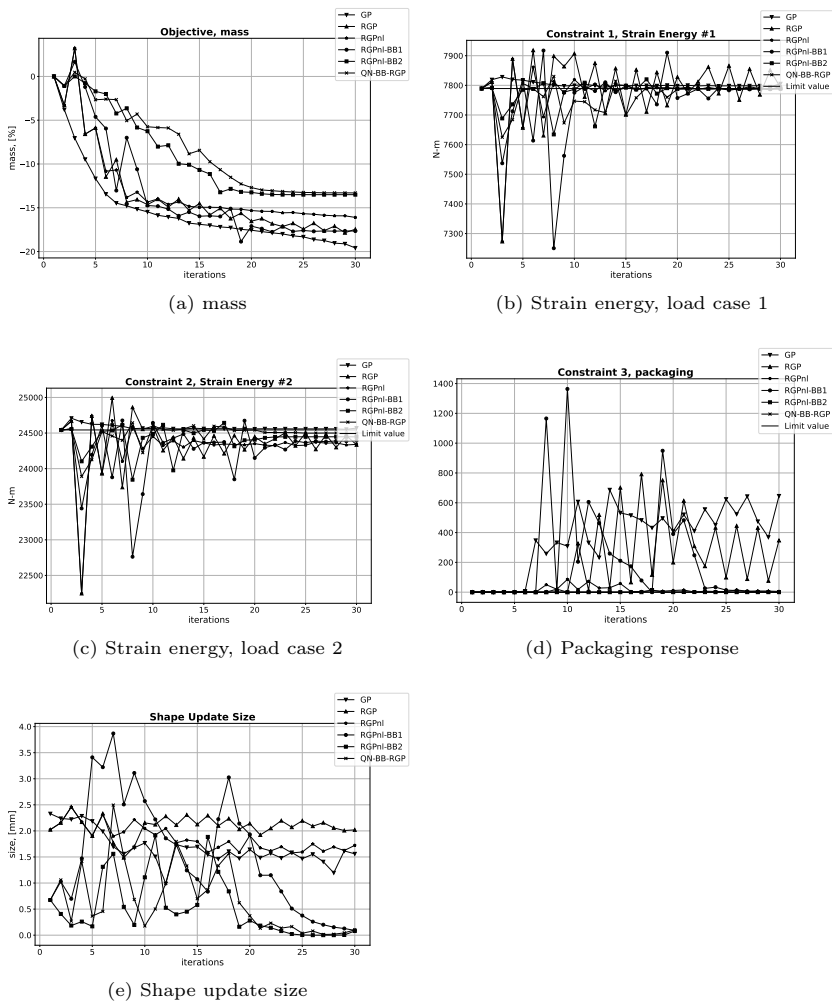 Objective, mass
GP
RGP
RGPnl
RGPnl-BB1
RGPnl-BB2
QN-BB-RGP
mass, [%]
0
−5
−10
−15
−20
0 5 10 15 20 25 30
iterations
(a) mass
Constraint 1, Strain Energy #1
GP
RGP
RGPnl
RGPnl-BB1
RGPnl-BB2
QN-BB-RGP
Limit value
N-m
7900
7800
7700
7600
7500
7400
7300
0 5 10 15 20 25 30
iterations
(b) Strain energy, load case 1
Constraint 2, Strain Energy #2
GP
RGP
RGPnl
RGPnl-BB1
RGPnl-BB2
QN-BB-RGP
Limit value
N-m
25000
24500
24000
23500
23000
22500
0 5 10 15 20 25 30
iterations
(c) Strain energy, load case 2
Constraint 3, packaging
GP
RGP
RGPnl
RGPnl-BB1
RGPnl-BB2
QN-BB-RGP
Limit value
1400
1200
1000
800
600
400
200
0
0 5 10 15 20 25 30
iterations
(d) Packaging response
Shape Update Size
GP
RGP
RGPnl
RGPnl-BB1
RGPnl-BB2
QN-BB-RGP
size, [mm]
4.0
3.5
3.0
2.5
2.0
1.5
1.0
0.5
0.0
0 5 10 15 20 25 30
iterations
(e) Shape update size